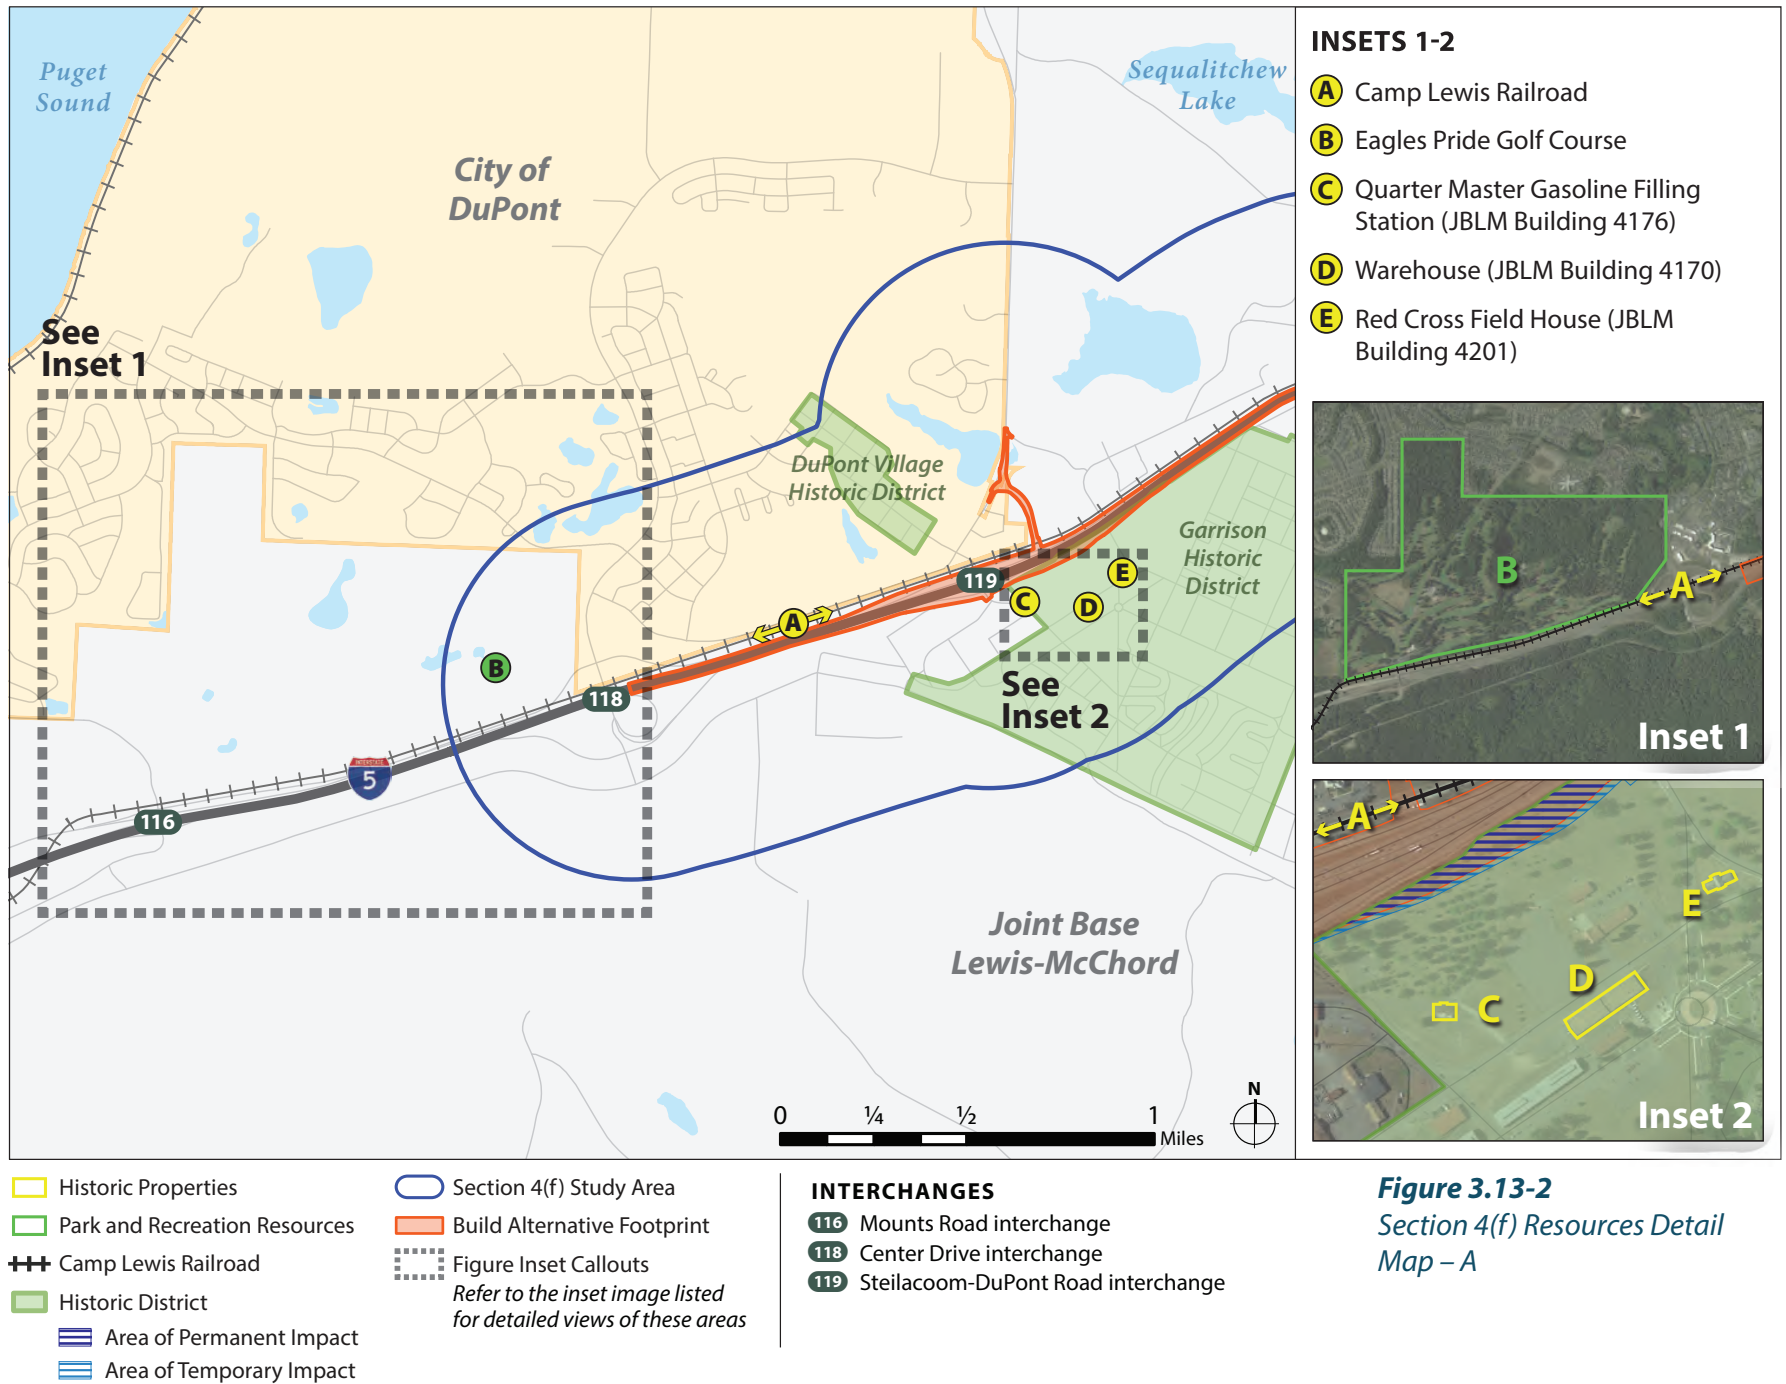 Puget
Sound
Sequalitchew
Lake
City of
DuPont
See
Inset 1
DuPont Village
Historic District
Garrison
Historic
District
119
A
B
C
D
E
118
116
INTERSTATE
5
See
Inset 2
Joint Base
Lewis-McChord
0 ¼ ½ 1
Miles
N
INSETS 1-2
A Camp Lewis Railroad
B Eagles Pride Golf Course
C Quarter Master Gasoline Filling
Station (JBLM Building 4176)
D Warehouse (JBLM Building 4170)
E Red Cross Field House (JBLM
Building 4201)
B
A
Inset 1
A
E
D
C
Inset 2
Historic Properties
Park and Recreation Resources
Camp Lewis Railroad
Historic District
Area of Permanent Impact
Area of Temporary Impact
Section 4(f) Study Area
Build Alternative Footprint
Figure Inset Callouts
Refer to the inset image listed
for detailed views of these areas
INTERCHANGES
116 Mounts Road interchange
118 Center Drive interchange
119 Steilacoom-DuPont Road interchange
Figure 3.13-2
Section 4(f) Resources Detail
Map – A